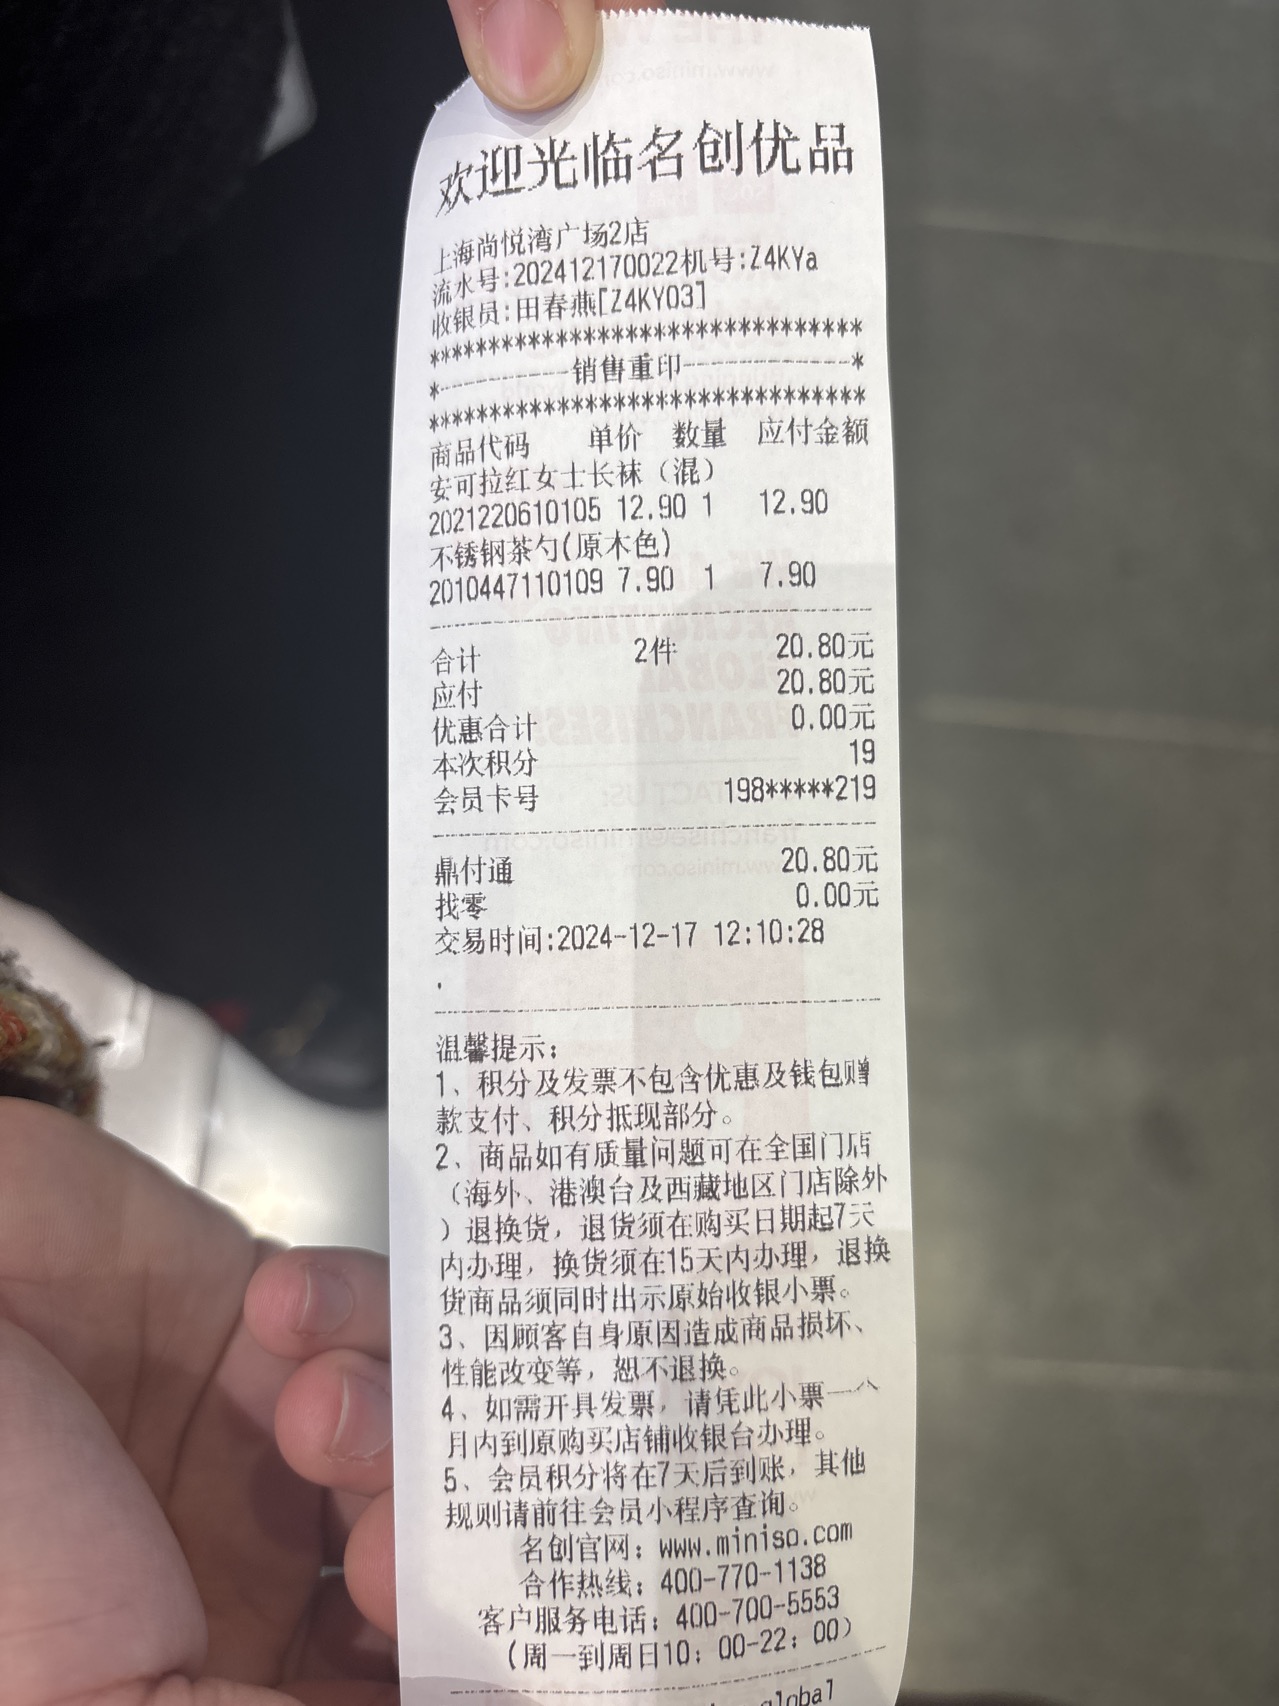 欢迎光临名创优品
上海尚悦湾广场2店
流水号:202412170022机号:Z4KYa
收银员:田春燕[Z4KY03]
*******************************
*----------销售重印-------------*
*******************************
商品代码 单价 数量 应付金额
安可拉红女士长袜（混）
2021220610105 12.90 1 12.90
不锈钢茶勺(原木色)
2010447110109 7.90 1 7.90
合计 2件 20.80元
应付 20.80元
优惠合计 0.00元
本次积分 19
会员卡号 198*****219
鼎付通 20.80元
找零 0.00元
交易时间:2024-12-17 12:10:28
.
温馨提示:
1、积分及发票不包含优惠及钱包赠
款支付、积分抵现部分。
2、商品如有质量问题可在全国门店
（海外、港澳台及西藏地区门店除外
）退换货，退货须在购买日期起7天
内办理，换货须在15天内办理，退换
货商品须同时出示原始收银小票。
3、因顾客自身原因造成商品损坏、
性能改变等，恕不退换。
4、如需开具发票，请凭此小票一个
月内到原购买店铺收银台办理。
5、会员积分将在7天后到账，其他
规则请前往会员小程序查询。
名创官网：www.miniso.com
合作热线：400-770-1138
客户服务电话：400-700-5553
(周一到周日10：00-22：00)
global